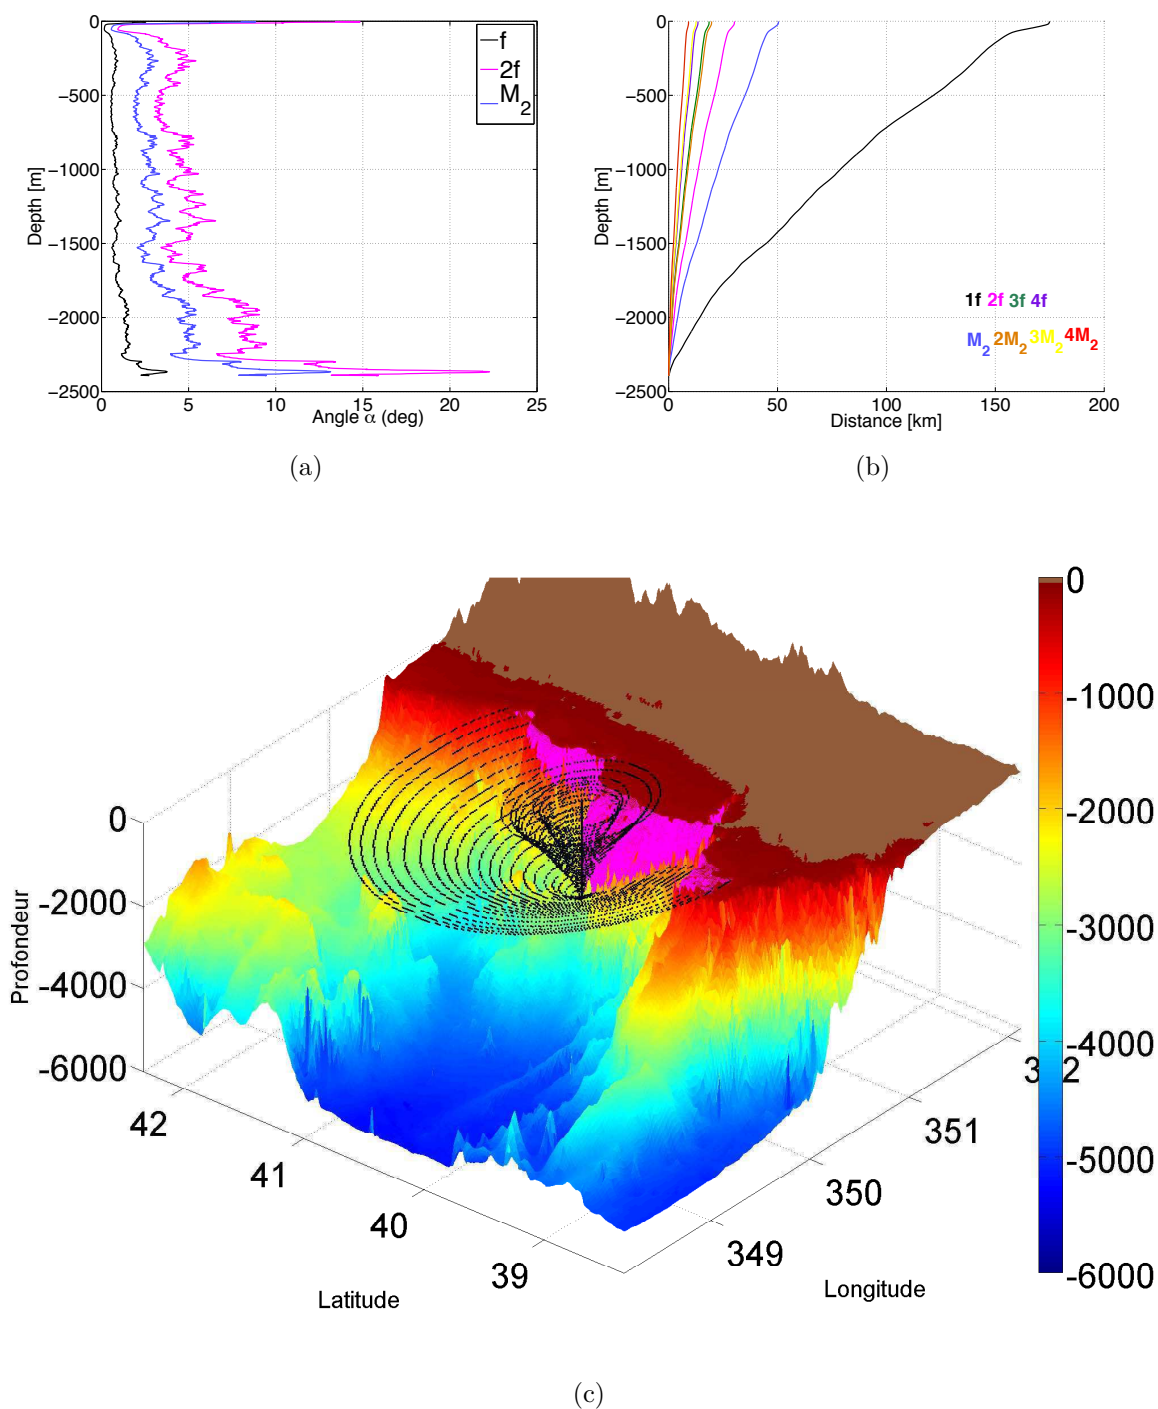 f
2f
M2
0
−500
−1000
−1500
−2000
−2500
0 5 10 15 20 25
Depth [m]
Angle α (deg)
(a)
0
−500
−1000
−1500
−2000
−2500
0 50 100 150 200
Depth [m]
Distance [km]
1f 2f 3f 4f
M2 2M2 3M2 4M2
(b)
0
-2000
-4000
-6000
Profondeur
42
41
40
39
Latitude
349
350
351
Longitude
0
-1000
-2000
-3000
-4000
-5000
-6000
(c)